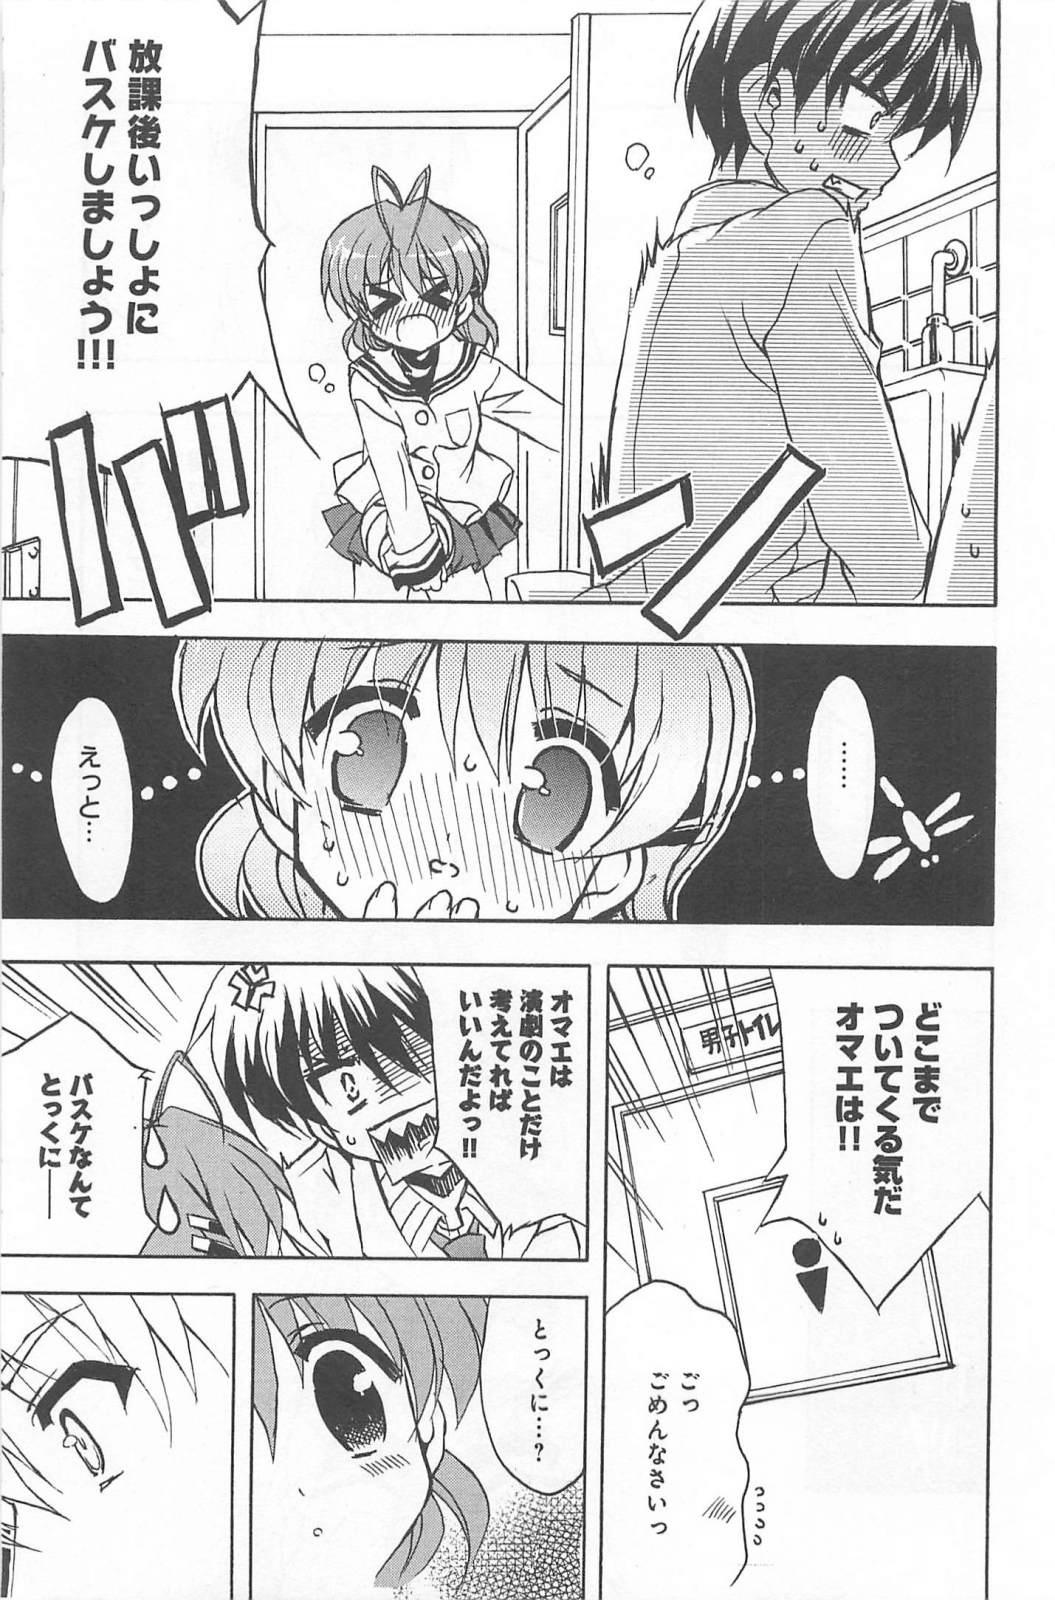 放課後いっしょに
バスケしましょう!!!
バン
………
えっと…
男子トイレ
どこまで
ついてくる気だ
オマエは!!
ごっ
ごめんなさいっ
っっっっ
オマエは
演劇のことだけ
考えてれば
いいんだよっ!!
バスケなんて
とっくに――
とっくに…?